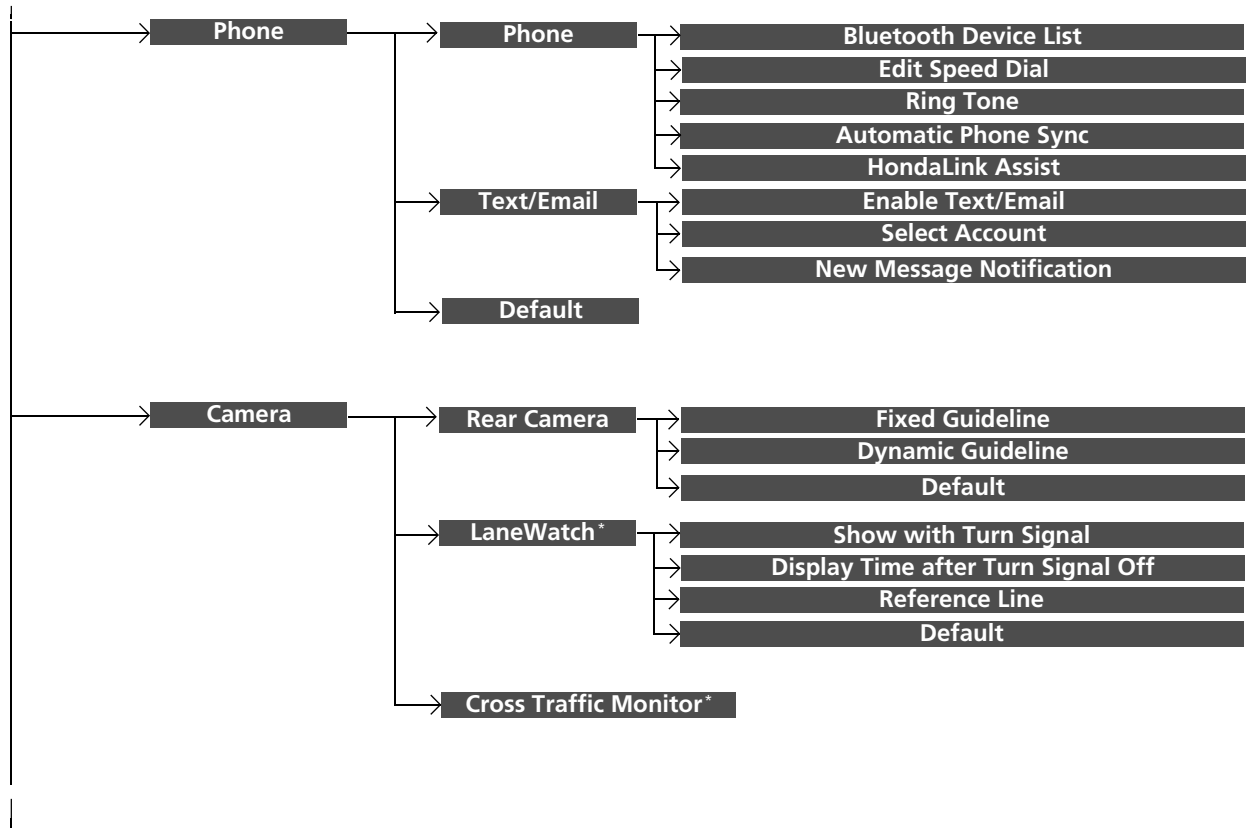 Phone
Phone
Bluetooth Device List
Edit Speed Dial
Ring Tone
Automatic Phone Sync
HondaLink Assist
Text/Email
Enable Text/Email
Select Account
New Message Notification
Default
Camera
Rear Camera
Fixed Guideline
Dynamic Guideline
Default
LaneWatch*
Show with Turn Signal
Display Time after Turn Signal Off
Reference Line
Default
Cross Traffic Monitor*